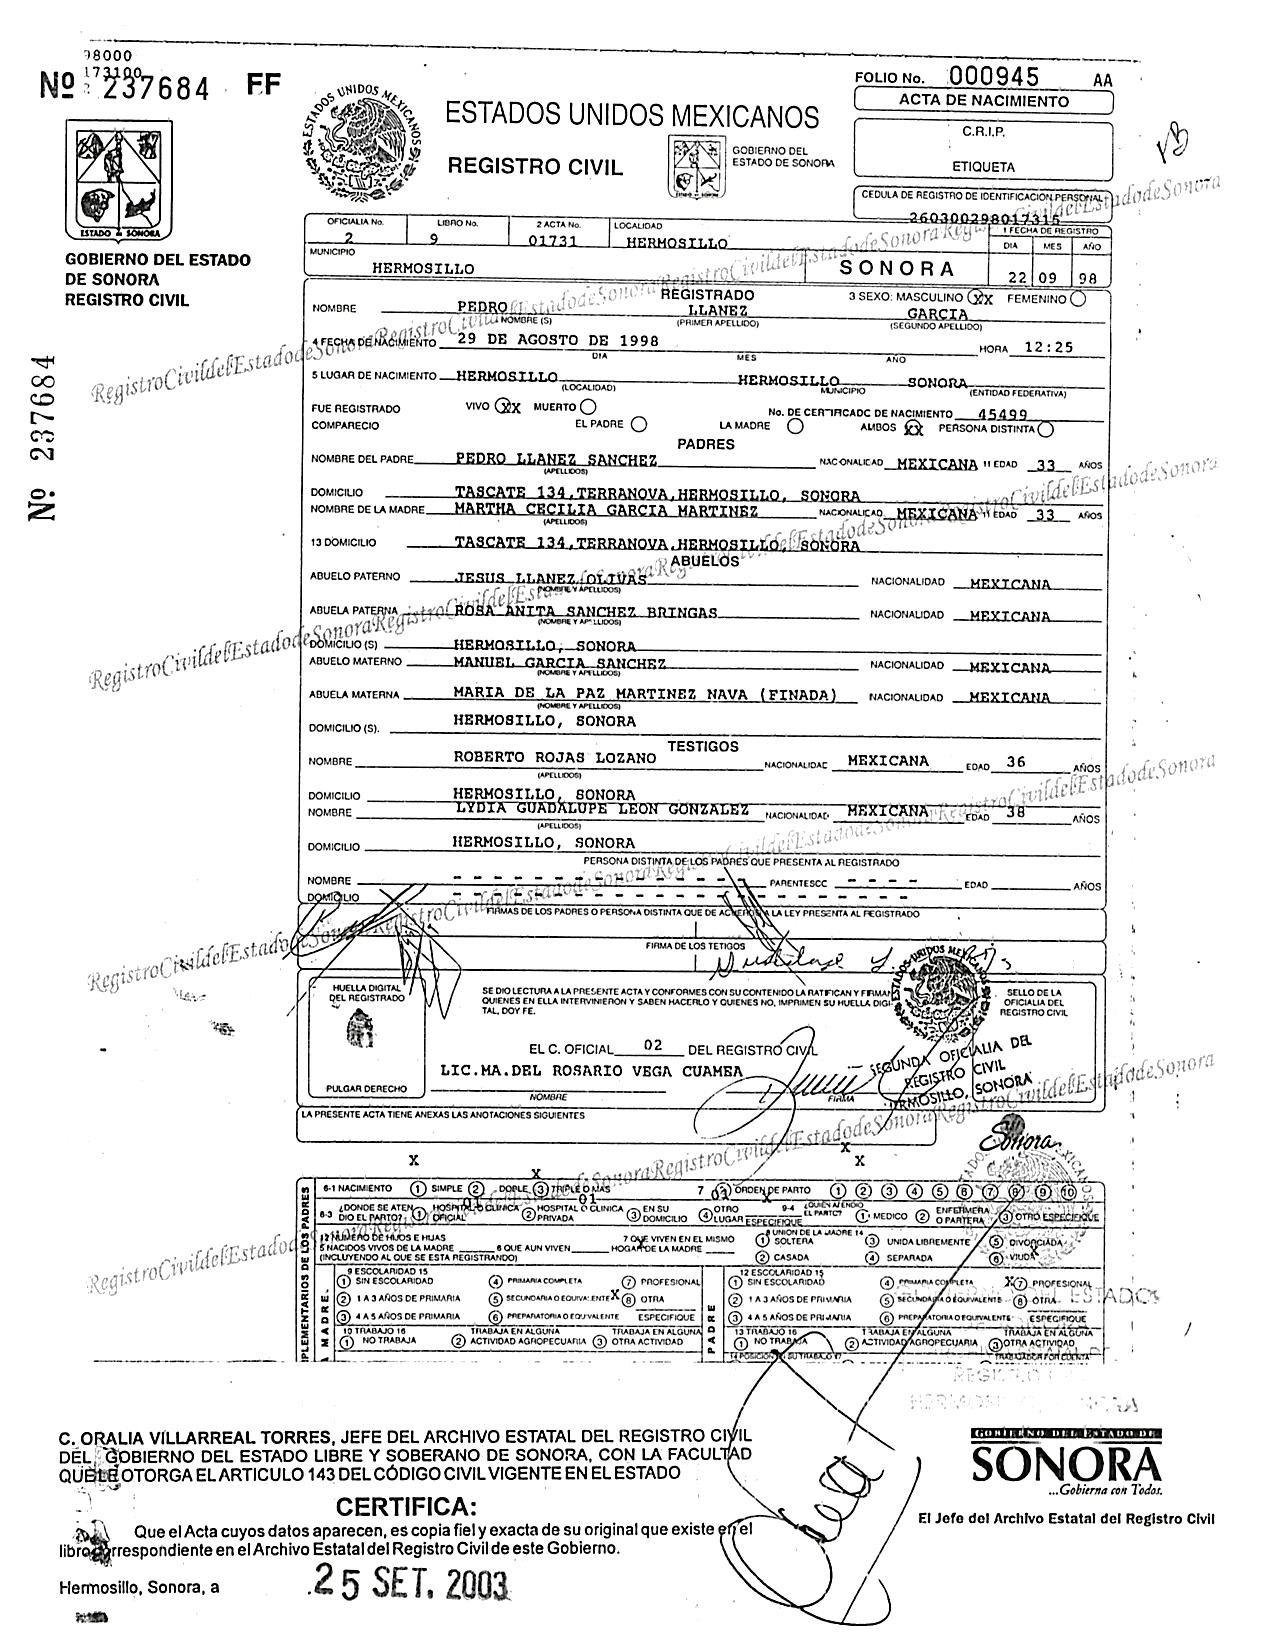 98000
173100
Nº 237684 FF
FOLIO No. 000945 AA
ACTA DE NACIMIENTO
ESTADOS UNIDOS MEXICANOS
REGISTRO CIVIL
GOBIERNO DEL ESTADO DE SONORA
C.R.I.P.
ETIQUETA
CEDULA DE REGISTRO DE IDENTIFICACION PERSONAL
260300298017315
ESTADO DE SONORA
GOBIERNO DEL ESTADO
DE SONORA
REGISTRO CIVIL
Nº. 237684
OFICIALIA No. 2 LIBRO No. 9 2 ACTA No. 01731 LOCALIDAD HERMOSILLO 1 FECHA DE REGISTRO
MUNICIPIO HERMOSILLO SONORA DIA 22 MES 09 AÑO 98
REGISTRADO 3 SEXO: MASCULINO XX FEMENINO
NOMBRE PEDRO LLANEZ GARCIA
NOMBRE (S) (PRIMER APELLIDO) (SEGUNDO APELLIDO)
4 FECHA DE NACIMIENTO 29 DE AGOSTO DE 1998 HORA 12:25
DIA MES AÑO
5 LUGAR DE NACIMIENTO HERMOSILLO HERMOSILLO SONORA
(LOCALIDAD) MUNICIPIO (ENTIDAD FEDERATIVA)
FUE REGISTRADO VIVO XX MUERTO No. DE CERTIFICADO DE NACIMIENTO 45499
COMPARECIO EL PADRE LA MADRE AMBOS XX PERSONA DISTINTA
PADRES
NOMBRE DEL PADRE PEDRO LLANEZ SANCHEZ NACIONALIDAD MEXICANA 11 EDAD 33 AÑOS
(APELLIDOS)
DOMICILIO TASCATE 134,TERRANOVA,HERMOSILLO, SONORA
NOMBRE DE LA MADRE MARTHA CECILIA GARCIA MARTINEZ NACIONALIDAD MEXICANA 11 EDAD 33 AÑOS
(APELLIDOS)
13 DOMICILIO TASCATE 134,TERRANOVA,HERMOSILLO, SONORA
ABUELOS
ABUELO PATERNO JESUS LLANEZ OLIVAS NACIONALIDAD MEXICANA
(NOMBRE Y APELLIDOS)
ABUELA PATERNA ROSA ANITA SANCHEZ BRINGAS NACIONALIDAD MEXICANA
(NOMBRE Y APELLIDOS)
DOMICILIO (S) HERMOSILLO, SONORA
ABUELO MATERNO MANUEL GARCIA SANCHEZ NACIONALIDAD MEXICANA
(NOMBRE Y APELLIDOS)
ABUELA MATERNA MARIA DE LA PAZ MARTINEZ NAVA (FINADA) NACIONALIDAD MEXICANA
(NOMBRE Y APELLIDOS)
DOMICILIO (S). HERMOSILLO, SONORA
TESTIGOS
NOMBRE ROBERTO ROJAS LOZANO NACIONALIDAD MEXICANA EDAD 36 AÑOS
(APELLIDOS)
DOMICILIO HERMOSILLO, SONORA
NOMBRE LYDIA GUADALUPE LEON GONZALEZ NACIONALIDAD MEXICANA EDAD 38 AÑOS
(APELLIDOS)
DOMICILIO HERMOSILLO, SONORA
PERSONA DISTINTA DE LOS PADRES QUE PRESENTA AL REGISTRADO
NOMBRE - - - - - PARENTESCO - - - - EDAD AÑOS
DOMICILIO - - - - -
FIRMAS DE LOS PADRES O PERSONA DISTINTA QUE DE ACUERDO A LA LEY PRESENTA AL REGISTRADO
FIRMA DE LOS TETIGOS
HUELLA DIGITAL DEL REGISTRADO
SE DIO LECTURA A LA PRESENTE ACTA Y CONFORMES CON SU CONTENIDO LA RATIFICAN Y FIRMAN
QUIENES EN ELLA INTERVINIERON Y SABEN HACERLO Y QUIENES NO, IMPRIMEN SU HUELLA DIGI-
TAL, DOY FE.
SELLO DE LA OFICIALIA DEL REGISTRO CIVIL
EL C. OFICIAL 02 DEL REGISTRO CIVIL
LIC.MA.DEL ROSARIO VEGA CUAMEA
NOMBRE FIRMA
PULGAR DERECHO
SEGUNDA OFICIALIA DEL
REGISTRO CIVIL
HERMOSILLO, SONORA
LA PRESENTE ACTA TIENE ANEXAS LAS ANOTACIONES SIGUIENTES
Sonora
X X X X
6-1 NACIMIENTO 1 SIMPLE 2 DOBLE 3 TRIPLE O MAS 7 ORDEN DE PARTO 1 2 3 4 5 6 7 8 9 10
6-3 ¿DONDE SE ATENDIO EL PARTO? 1 HOSPITAL O CLINICA OFICIAL 2 HOSPITAL O CLINICA PRIVADA 3 EN SU DOMICILIO 4 OTRO LUGAR ESPECIFIQUE 9-4 ¿QUIEN ATENDIO EL PARTO? 1 MEDICO 2 ENFERMERA O PARTERA 3 OTRO ESPECIFIQUE
12 NUMERO DE HIJOS E HIJAS
5 NACIDOS VIVOS DE LA MADRE 6 QUE AUN VIVEN 7 QUE VIVEN EN EL MISMO HOGAR DE LA MADRE
(INCLUYENDO AL QUE SE ESTA REGISTRANDO)
8 UNION DE LA MADRE 14 1 SOLTERA 3 UNIDA LIBREMENTE 5 DIVORCIADA
2 CASADA 4 SEPARADA 6 VIUDA
9 ESCOLARIDAD 15 12 ESCOLARIDAD 15
1 SIN ESCOLARIDAD 4 PRIMARIA COMPLETA 7 PROFESIONAL 1 SIN ESCOLARIDAD 4 PRIMARIA COMPLETA X 7 PROFESIONAL
2 1 A 3 AÑOS DE PRIMARIA 5 SECUNDARIA O EQUIVALENTE X 8 OTRA 2 1 A 3 AÑOS DE PRIMARIA 5 SECUNDARIA O EQUIVALENTE 8 OTRA
3 4 A 5 AÑOS DE PRIMARIA 6 PREPARATORIA O EQUIVALENTE ESPECIFIQUE 3 4 A 5 AÑOS DE PRIMARIA 6 PREPARATORIA O EQUIVALENTE ESPECIFIQUE
10 TRABAJO 16 1 NO TRABAJA 2 TRABAJA EN ALGUNA ACTIVIDAD AGROPECUARIA 3 TRABAJA EN ALGUNA OTRA ACTIVIDAD 13 TRABAJO 16 1 NO TRABAJA 2 TRABAJA EN ALGUNA ACTIVIDAD AGROPECUARIA 3 TRABAJA EN ALGUNA OTRA ACTIVIDAD
C. ORALIA VILLARREAL TORRES, JEFE DEL ARCHIVO ESTATAL DEL REGISTRO CIVIL
DEL GOBIERNO DEL ESTADO LIBRE Y SOBERANO DE SONORA, CON LA FACULTAD
QUE LE OTORGA EL ARTICULO 143 DEL CÓDIGO CIVIL VIGENTE EN EL ESTADO
CERTIFICA:
Que el Acta cuyos datos aparecen, es copia fiel y exacta de su original que existe en el
libro correspondiente en el Archivo Estatal del Registro Civil de este Gobierno.
Hermosillo, Sonora, a 25 SET. 2003
GOBIERNO DEL ESTADO DE
SONORA
...Gobierna con Todos.
El Jefe del Archivo Estatal del Registro Civil